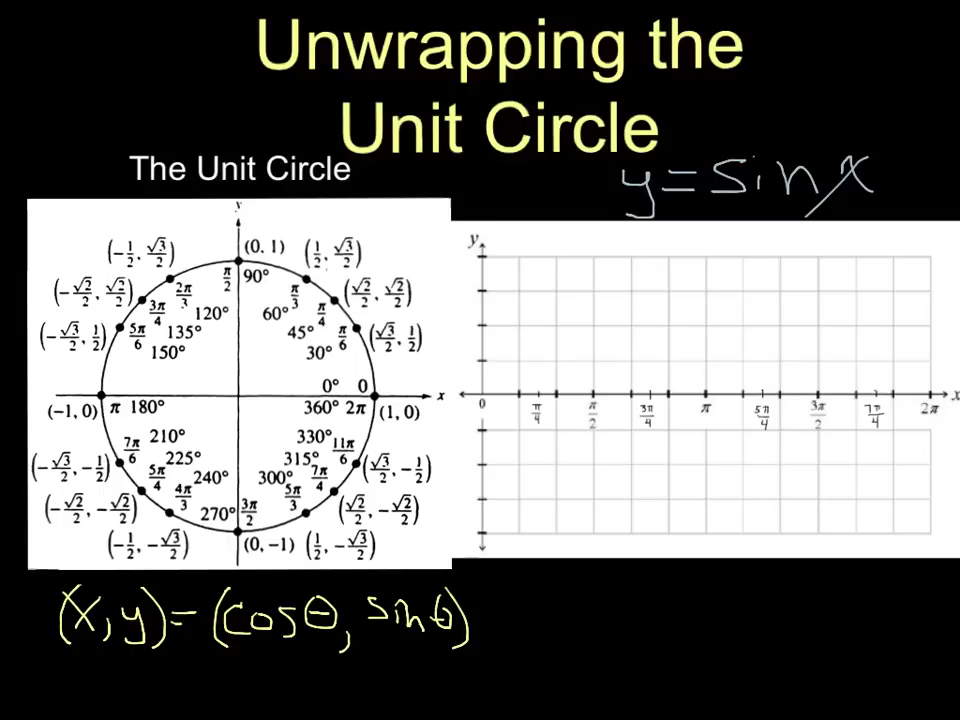 Unwrapping the
Unit Circle
The Unit Circle
y = sin x
y
(0, 1)
(-1/2, √3/2)
(1/2, √3/2)
π/2 90°
(-√2/2, √2/2)
2π/3
π/3
(√2/2, √2/2)
3π/4 120°
60° π/4
(-√3/2, 1/2)
5π/6 135°
45° π/6
(√3/2, 1/2)
150°
30°
0° 0
x
(-1, 0) π 180°
360° 2π (1, 0)
210°
330°
(-√3/2, -1/2)
7π/6 225°
315° 11π/6
(√3/2, -1/2)
5π/4 240°
300° 7π/4
(-√2/2, -√2/2)
4π/3
5π/3
(√2/2, -√2/2)
270° 3π/2
(-1/2, -√3/2)
(0, -1)
(1/2, -√3/2)
y
x
0 π/4 π/2 3π/4 π 5π/4 3π/2 7π/4 2π
(x, y) = (cosθ, sinθ)